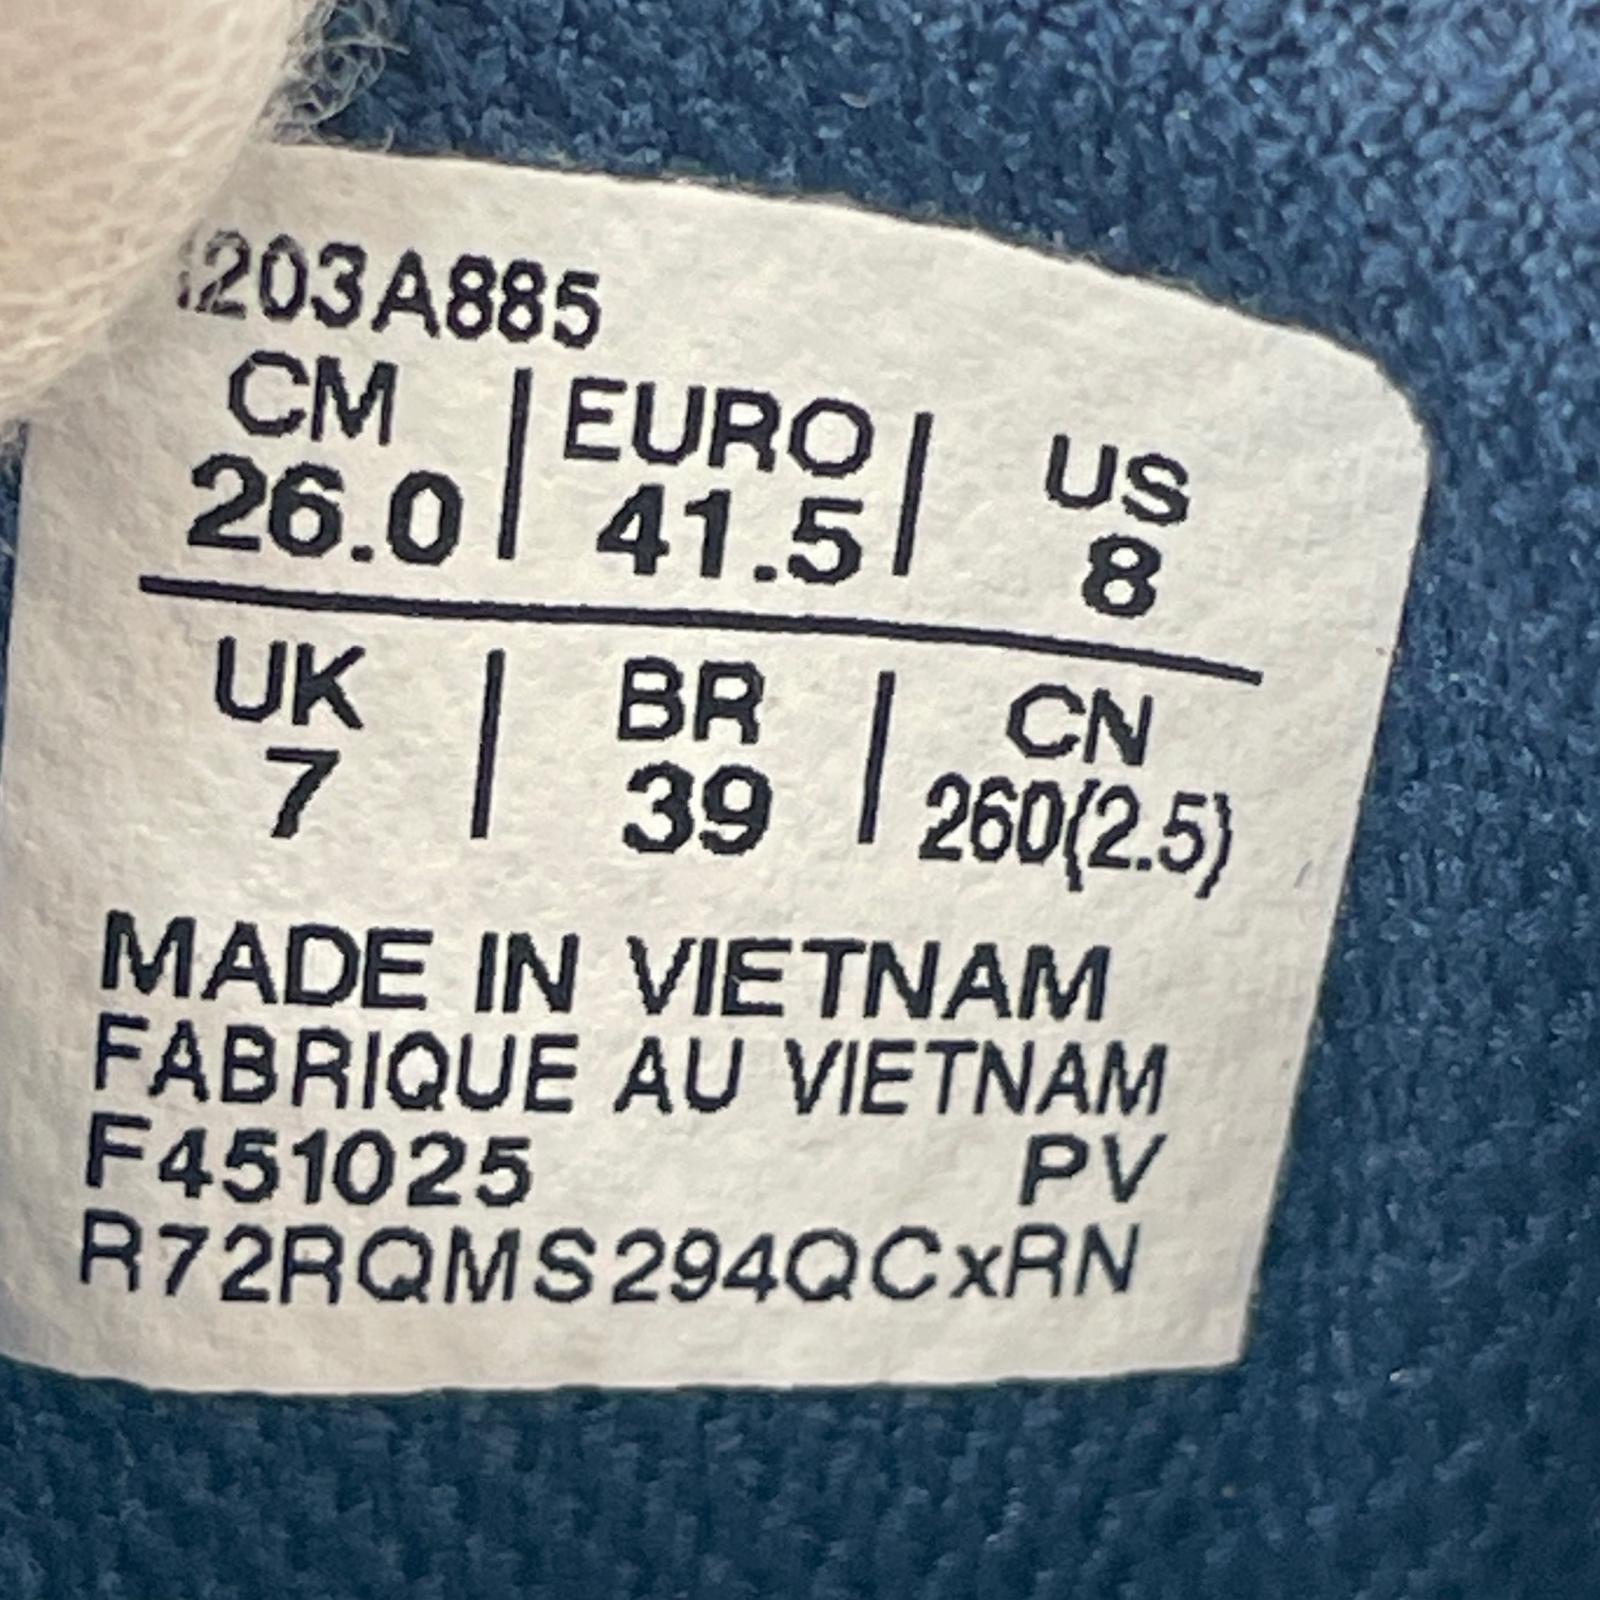 1203A885
CM | EURO | US
26.0 | 41.5 | 8
UK | BR | CN
7 | 39 | 260(2.5)
MADE IN VIETNAM
FABRIQUE AU VIETNAM
F451025 PV
R72RQMS294QCxRN